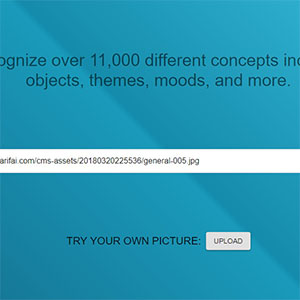 ognize over 11,000 different concepts inc
objects, themes, moods, and more.
arifai.com/cms-assets/20180320225536/general-005.jpg
TRY YOUR OWN PICTURE: UPLOAD